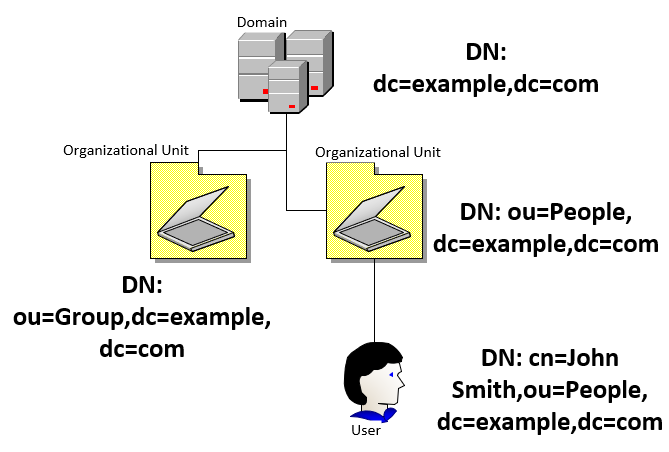 Domain
DN:
dc=example,dc=com
Organizational Unit
Organizational Unit
DN: ou=People,
dc=example,dc=com
DN:
ou=Group,dc=example,
dc=com
DN: cn=John
Smith,ou=People,
dc=example,dc=com
User